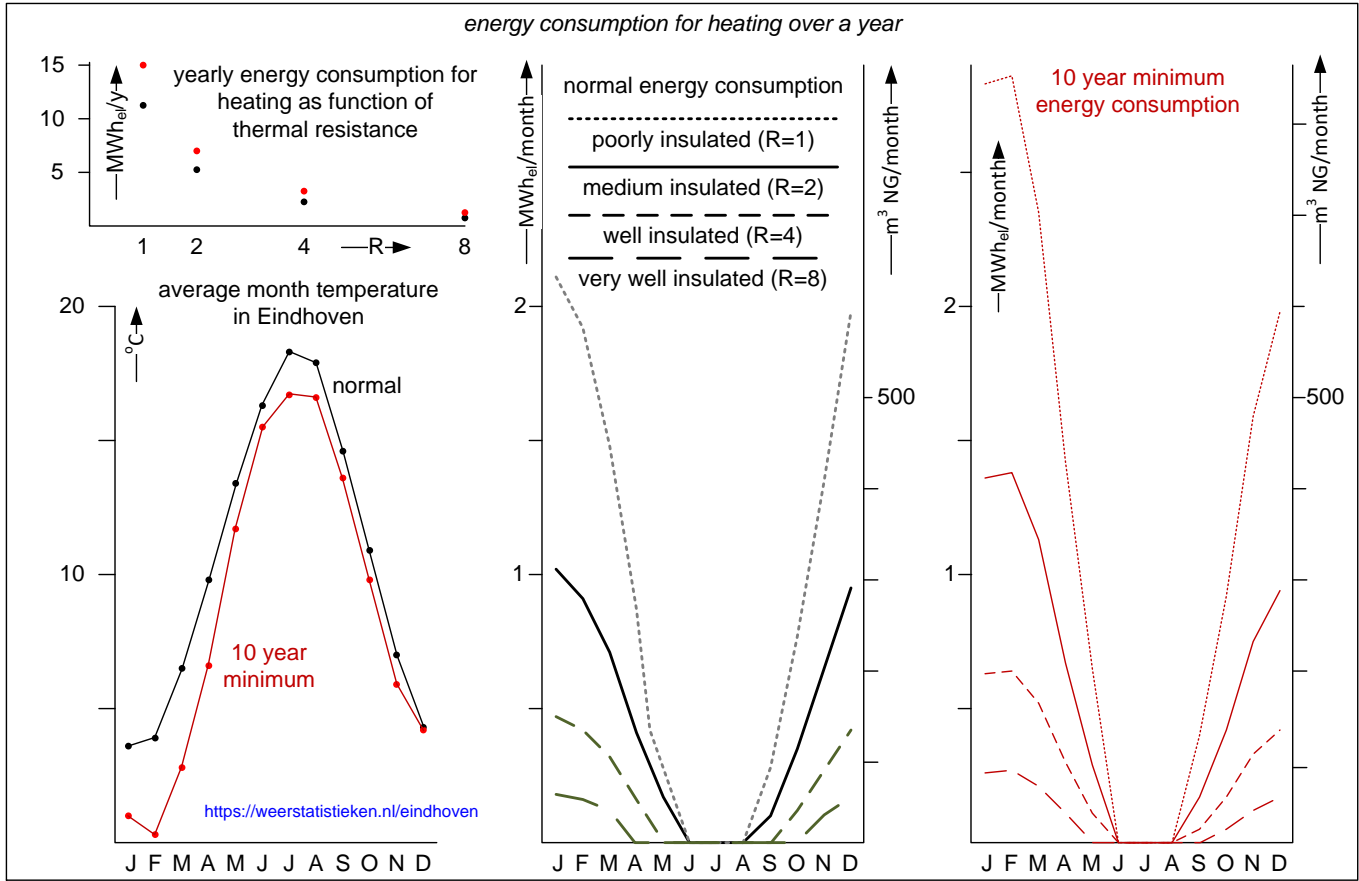 energy consumption for heating over a year
15
10
5
MWhel/y
yearly energy consumption for
heating as function of
thermal resistance
1
2
4
R
8
average month temperature
in Eindhoven
20
10
°C
normal
10 year
minimum
https://weerstatistieken.nl/eindhoven
J F M A M J J A S O N D
MWhel/month
normal energy consumption
poorly insulated (R=1)
medium insulated (R=2)
well insulated (R=4)
very well insulated (R=8)
m³ NG/month
2
1
500
J F M A M J J A S O N D
10 year minimum
energy consumption
MWhel/month
m³ NG/month
2
1
500
J F M A M J J A S O N D